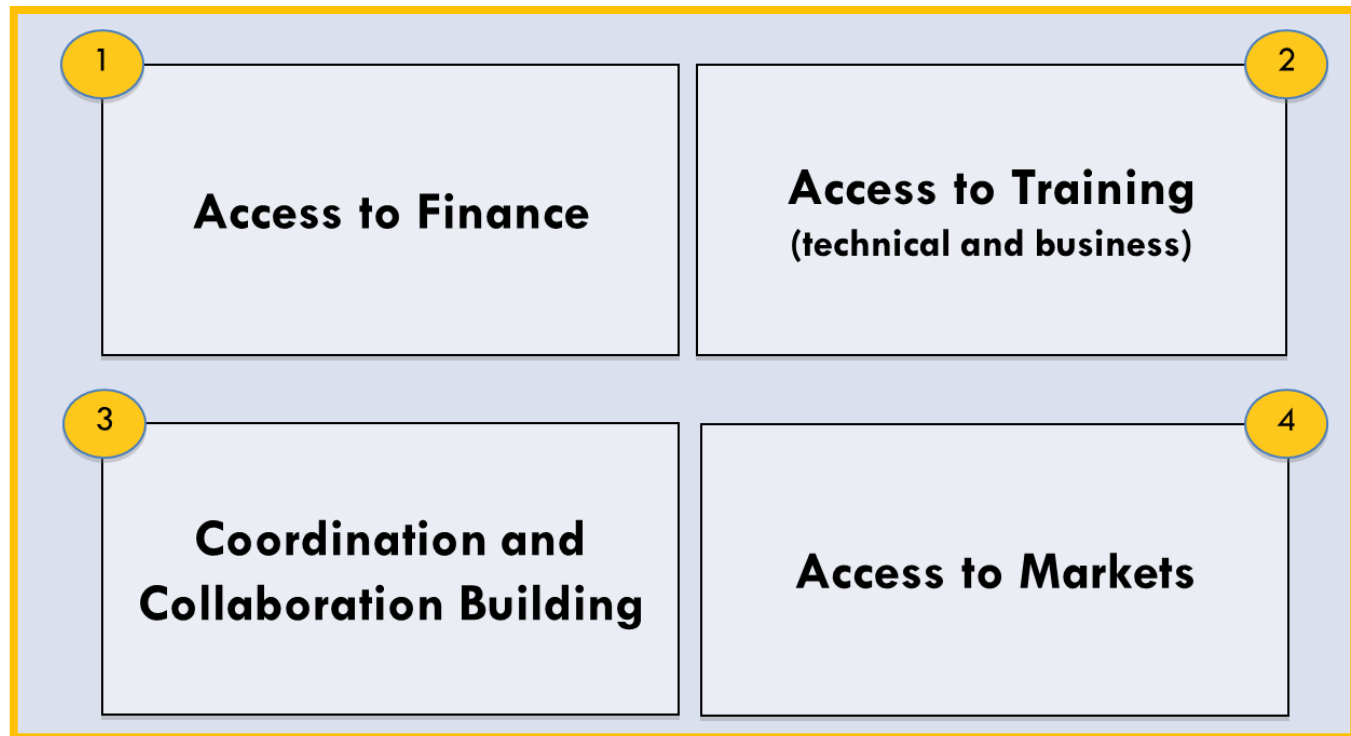 1
Access to Finance
2
Access to Training
(technical and business)
3
Coordination and
Collaboration Building
4
Access to Markets